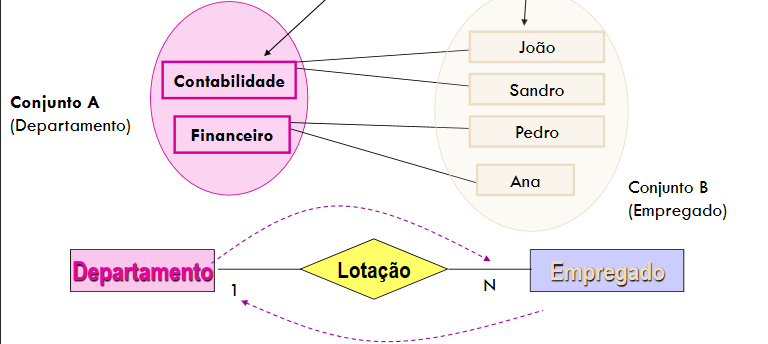 João
Contabilidade
Sandro
Conjunto A
(Departamento)
Financeiro
Pedro
Ana
Conjunto B
(Empregado)
Departamento
Lotação
Empregado
1
N